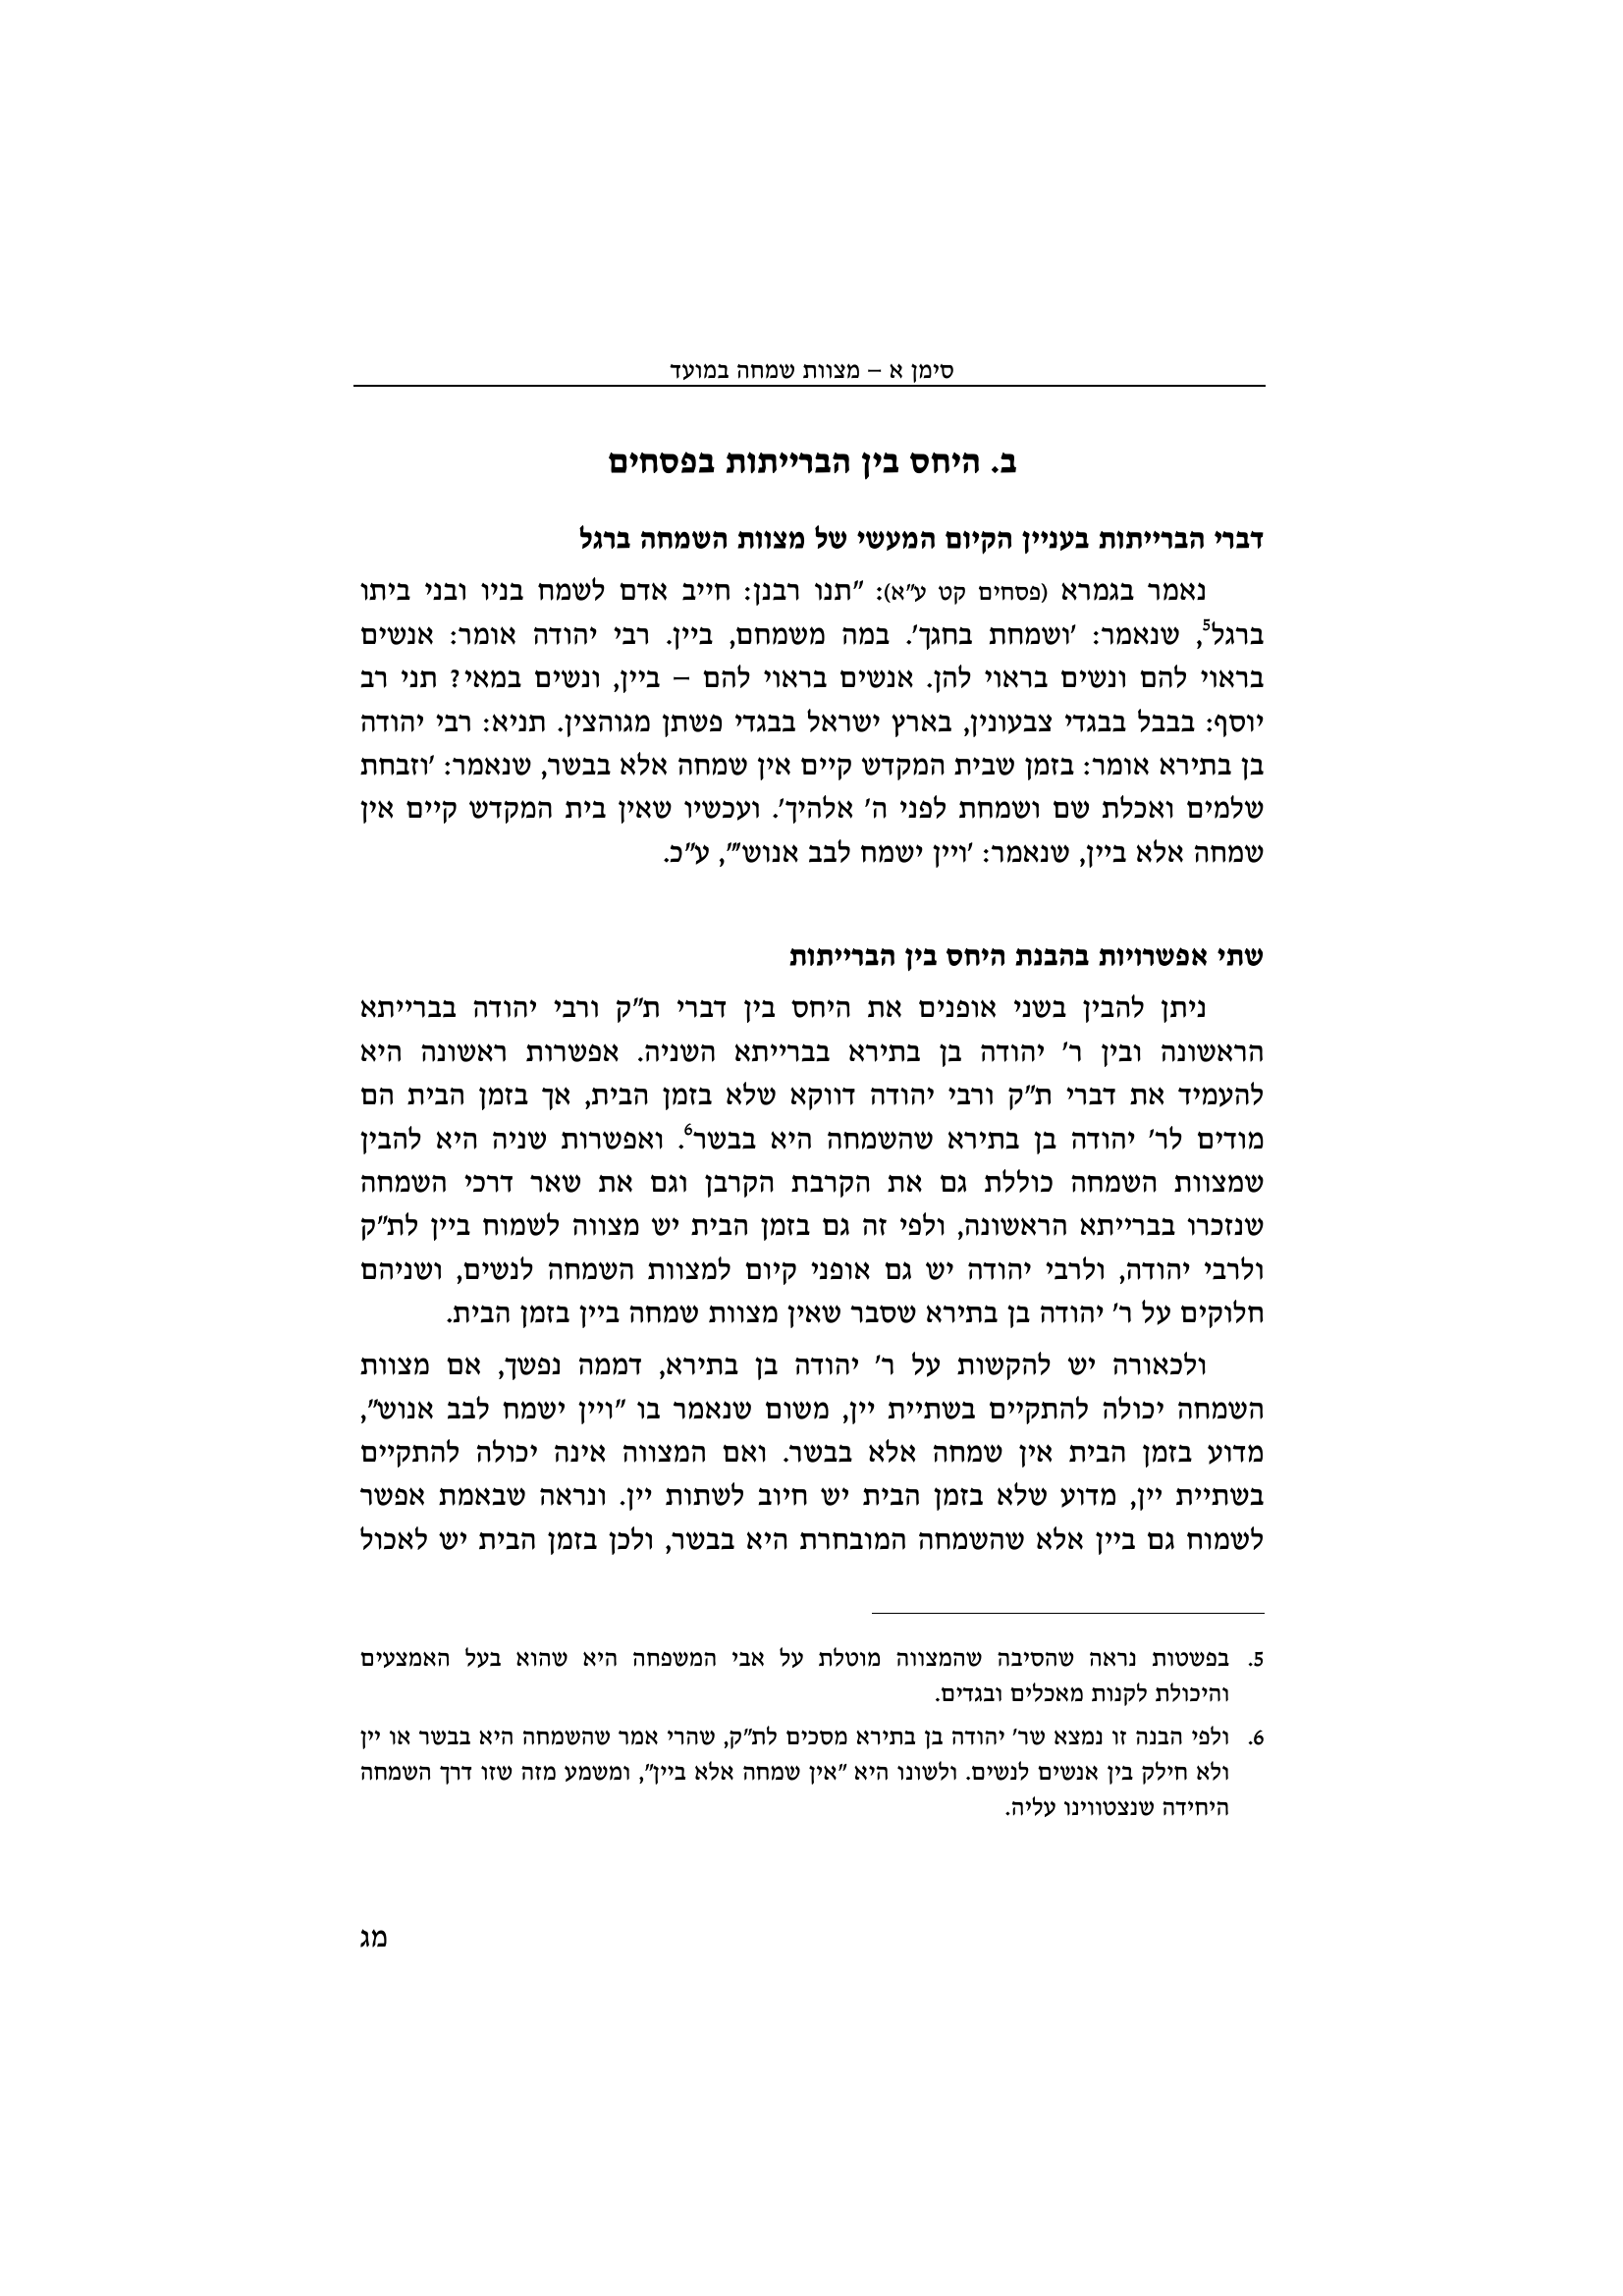 סימן א – מצוות שמחה במועד
ב. היחס בין הברייתות בפסחים
דברי הברייתות בעניין הקיום המעשי של מצוות השמחה ברגל
נאמר בגמרא (פסחים קט ע"א): "תנו רבנן: חייב אדם לשמח בניו ובני ביתו
ברגל5, שנאמר: 'ושמחת בחגך'. במה משמחם, ביין. רבי יהודה אומר: אנשים
בראוי להם ונשים בראוי להן. אנשים בראוי להם – ביין, ונשים במאי? תני רב
יוסף: בבבל בבגדי צבעונין, בארץ ישראל בבגדי פשתן מגוהצין. תניא: רבי יהודה
בן בתירא אומר: בזמן שבית המקדש קיים אין שמחה אלא בבשר, שנאמר: 'וזבחת
שלמים ואכלת שם ושמחת לפני ה' אלהיך'. ועכשיו שאין בית המקדש קיים אין
שמחה אלא ביין, שנאמר: 'ויין ישמח לבב אנוש'", ע"כ.
שתי אפשרויות בהבנת היחס בין הברייתות
ניתן להבין בשני אופנים את היחס בין דברי ת"ק ורבי יהודה בברייתא
הראשונה ובין ר' יהודה בן בתירא בברייתא השניה. אפשרות ראשונה היא
להעמיד את דברי ת"ק ורבי יהודה דווקא שלא בזמן הבית, אך בזמן הבית הם
מודים לר' יהודה בן בתירא שהשמחה היא בבשר6. ואפשרות שניה היא להבין
שמצוות השמחה כוללת גם את הקרבת הקרבן וגם את שאר דרכי השמחה
שנזכרו בברייתא הראשונה, ולפי זה גם בזמן הבית יש מצווה לשמוח ביין לת"ק
ולרבי יהודה, ולרבי יהודה יש גם אופני קיום למצוות השמחה לנשים, ושניהם
חלוקים על ר' יהודה בן בתירא שסבר שאין מצוות שמחה ביין בזמן הבית.
ולכאורה יש להקשות על ר' יהודה בן בתירא, דממה נפשך, אם מצוות
השמחה יכולה להתקיים בשתיית יין, משום שנאמר בו "ויין ישמח לבב אנוש",
מדוע בזמן הבית אין שמחה אלא בבשר. ואם המצווה אינה יכולה להתקיים
בשתיית יין, מדוע שלא בזמן הבית יש חיוב לשתות יין. ונראה שבאמת אפשר
לשמוח גם ביין אלא שהשמחה המובחרת היא בבשר, ולכן בזמן הבית יש לאכול
5. בפשטות נראה שהסיבה שהמצווה מוטלת על אבי המשפחה היא שהוא בעל האמצעים
והיכולת לקנות מאכלים ובגדים.
6. ולפי הבנה זו נמצא שר' יהודה בן בתירא מסכים לת"ק, שהרי אמר שהשמחה היא בבשר או יין
ולא חילק בין אנשים לנשים. ולשונו היא "אין שמחה אלא ביין", ומשמע מזה שזו דרך השמחה
היחידה שנצטווינו עליה.
מג